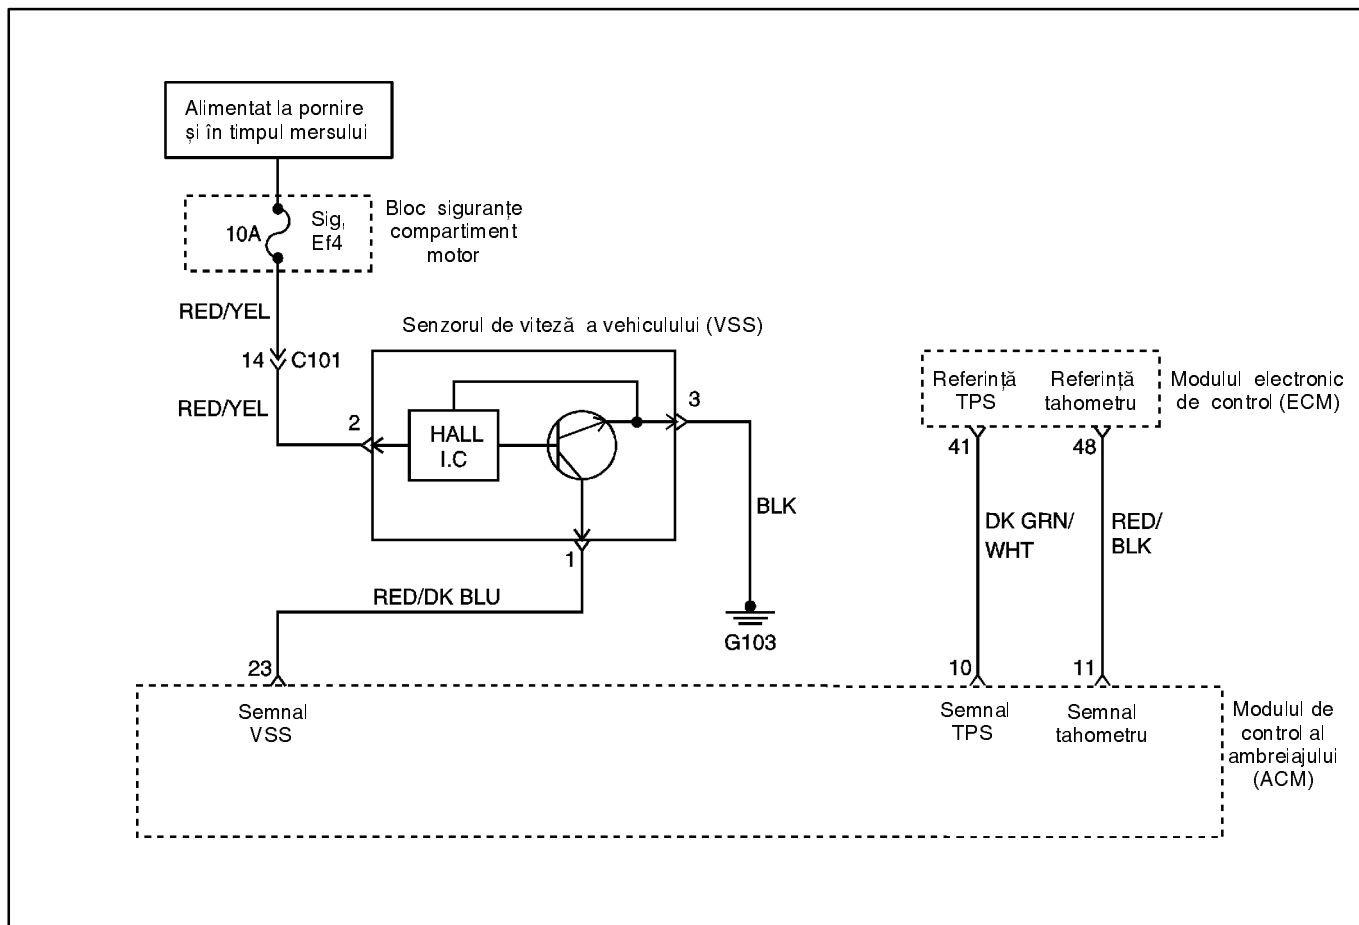 Alimentat la pornire
și în timpul mersului
10A
Sig,
Ef4
Bloc siguranțe
compartiment
motor
RED/YEL
14
C101
RED/YEL
Senzorul de viteză a vehiculului (VSS)
2
HALL
I.C
3
1
BLK
G103
RED/DK BLU
Referință
TPS
Referință
tahometru
Modulul electronic
de control (ECM)
41
48
DK GRN/
WHT
RED/
BLK
23
10
11
Semnal
VSS
Semnal
TPS
Semnal
tahometru
Modulul de
control al
ambreiajului
(ACM)